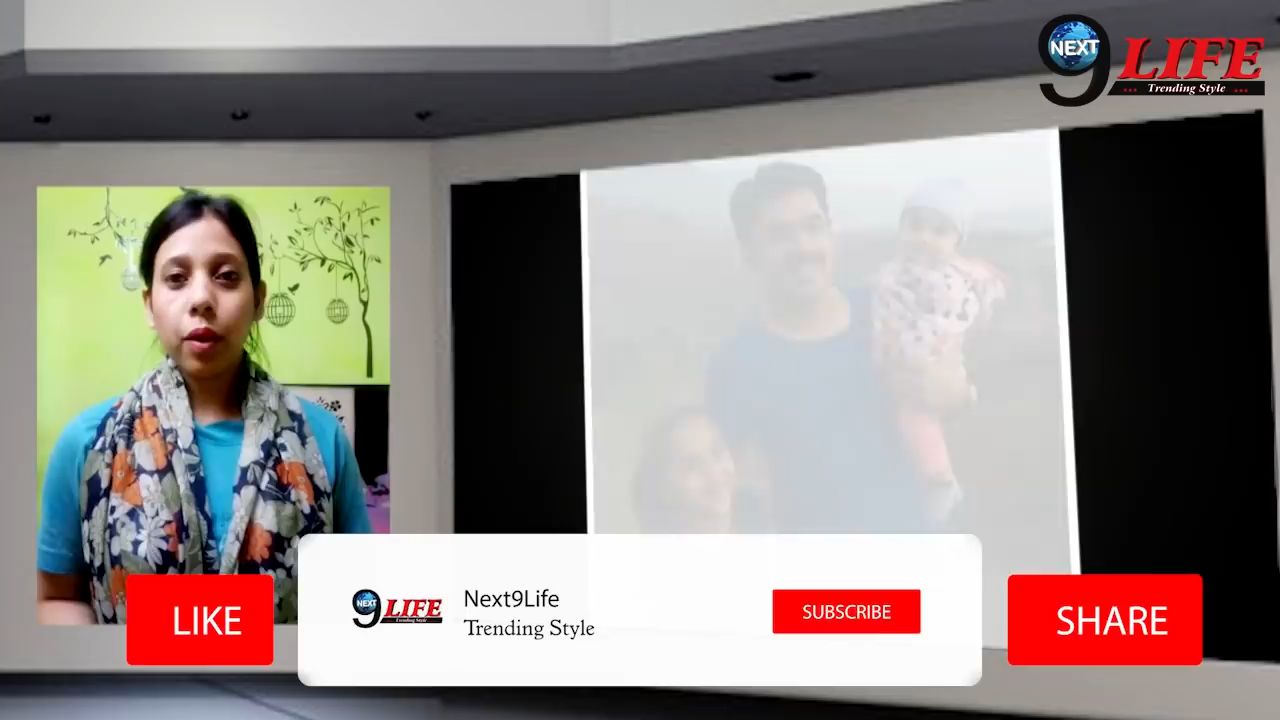 NEXT
9 LIFE
... Trending Style ...
NEXT
9 LIFE
Trending Style
Next9Life
Trending Style
SUBSCRIBE
LIKE
SHARE